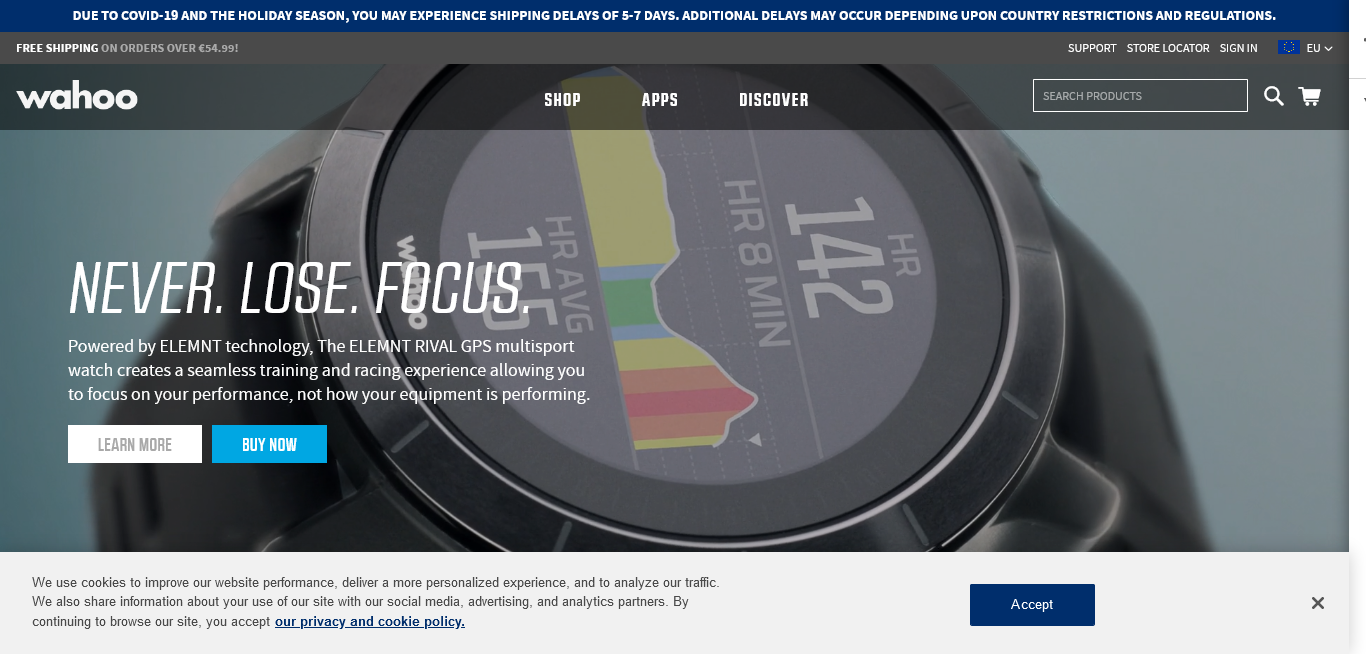 DUE TO COVID-19 AND THE HOLIDAY SEASON, YOU MAY EXPERIENCE SHIPPING DELAYS OF 5-7 DAYS. ADDITIONAL DELAYS MAY OCCUR DEPENDING UPON COUNTRY RESTRICTIONS AND REGULATIONS.
FREE SHIPPING ON ORDERS OVER €54.99!
SUPPORT STORE LOCATOR SIGN IN EU
wahoo
SHOP APPS DISCOVER
SEARCH PRODUCTS
HR
142
HR 8 MIN
HR AVG
155
wahoo
NEVER. LOSE. FOCUS.
Powered by ELEMNT technology, The ELEMNT RIVAL GPS multisport
watch creates a seamless training and racing experience allowing you
to focus on your performance, not how your equipment is performing.
LEARN MORE BUY NOW
We use cookies to improve our website performance, deliver a more personalized experience, and to analyze our traffic.
We also share information about your use of our site with our social media, advertising, and analytics partners. By
continuing to browse our site, you accept our privacy and cookie policy.
Accept